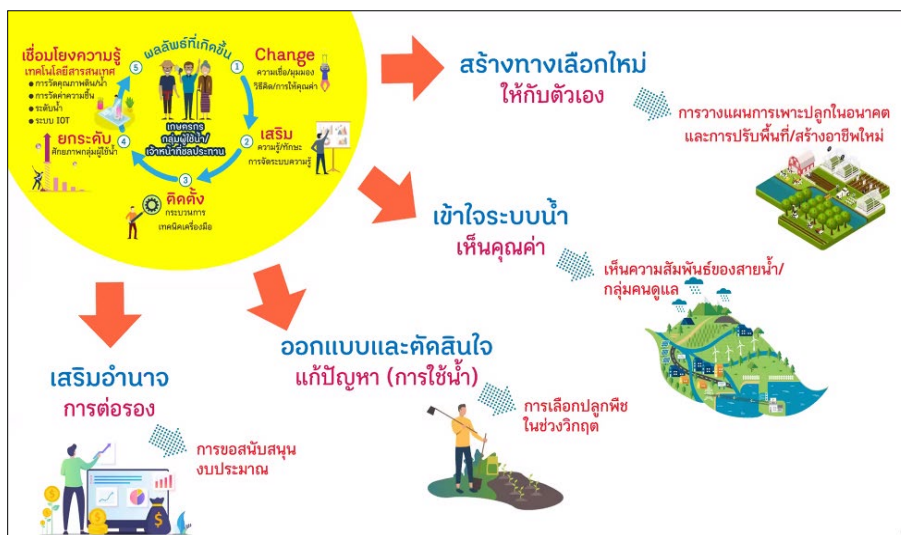 ผลลัพธ์ที่เกิดขึ้น
1
Change
ความเชื่อ/มุมมอง
วิธีคิด/การให้คุณค่า
2
เสริม
ความรู้/ทักษะ
การจัดระบบความรู้
3
ติดตั้ง
กระบวนการ
เทคนิคเครื่องมือ
4
ยกระดับ
ศักยภาพกลุ่มผู้ใช้น้ำ
5
เชื่อมโยงความรู้
เทคโนโลยีสารสนเทศ
● การวัดคุณภาพดิน/น้ำ
● การวัดค่าความชื้น
● ระดับน้ำ
● ระบบ IOT
เกษตรกร
กลุ่มผู้ใช้น้ำ/
เจ้าหน้าที่ชลประทาน
สร้างทางเลือกใหม่
ให้กับตัวเอง
การวางแผนการเพาะปลูกในอนาคต
และการปรับพื้นที่/สร้างอาชีพใหม่
เข้าใจระบบน้ำ
เห็นคุณค่า
เห็นความสัมพันธ์ของสายน้ำ/
กลุ่มคนดูแล
ออกแบบและตัดสินใจ
แก้ปัญหา (การใช้น้ำ)
การเลือกปลูกพืช
ในช่วงวิกฤต
เสริมอำนาจ
การต่อรอง
การขอสนับสนุน
งบประมาณ